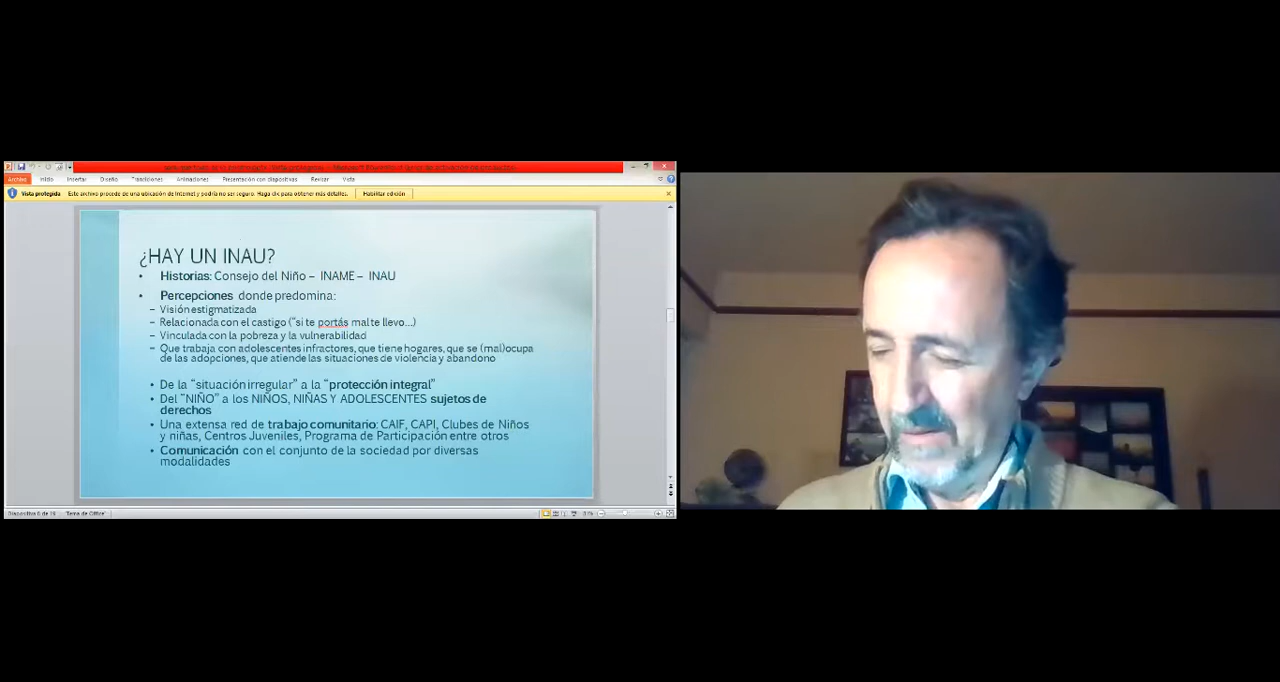 Archivo Inicio Insertar Diseño Transiciones Animaciones Presentación con diapositivas Revisar Vista
Vista protegida Este archivo procede de una ubicación de Internet y podría no ser seguro. Haga clic para obtener más detalles. Habilitar edición
¿HAY UN INAU?
• Historias: Consejo del Niño – INAME – INAU
• Percepciones donde predomina:
– Visión estigmatizada
– Relacionada con el castigo ("si te portás mal te llevo...)
– Vinculada con la pobreza y la vulnerabilidad
– Que trabaja con adolescentes infractores, que tiene hogares, que se (mal)ocupa
de las adopciones, que atiende las situaciones de violencia y abandono
• De la "situación irregular" a la "protección integral"
• Del "NIÑO" a los NIÑOS, NIÑAS Y ADOLESCENTES sujetos de
derechos
• Una extensa red de trabajo comunitario: CAIF, CAPI, Clubes de Niños
y niñas, Centros Juveniles, Programa de Participación entre otros
• Comunicación con el conjunto de la sociedad por diversas
modalidades
"Tema de Office"